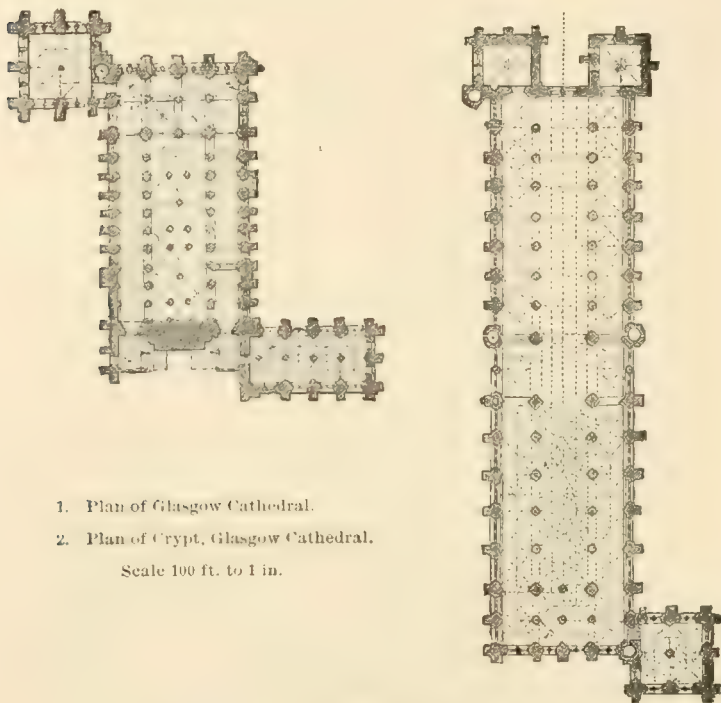 1. Plan of Glasgow Cathedral.
2. Plan of Crypt, Glasgow Cathedral.
Scale 100 ft. to 1 in.